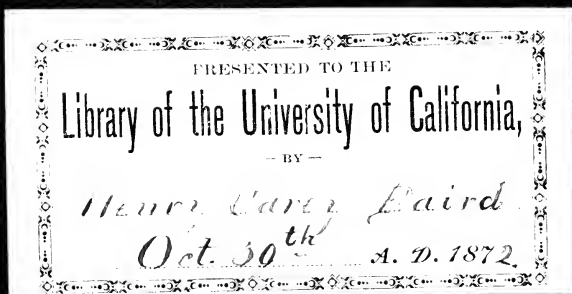 PRESENTED TO THE
Library of the University of California,
— BY —
Henry Carey Baird
Oct. 30th A. D. 1872.